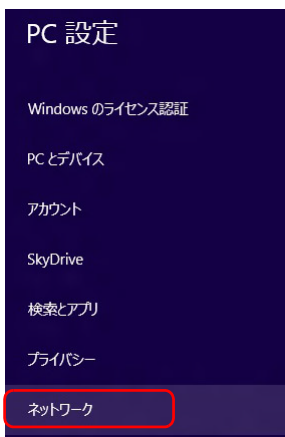 PC 設定
Windows のライセンス認証
PC とデバイス
アカウント
SkyDrive
検索とアプリ
プライバシー
ネットワーク